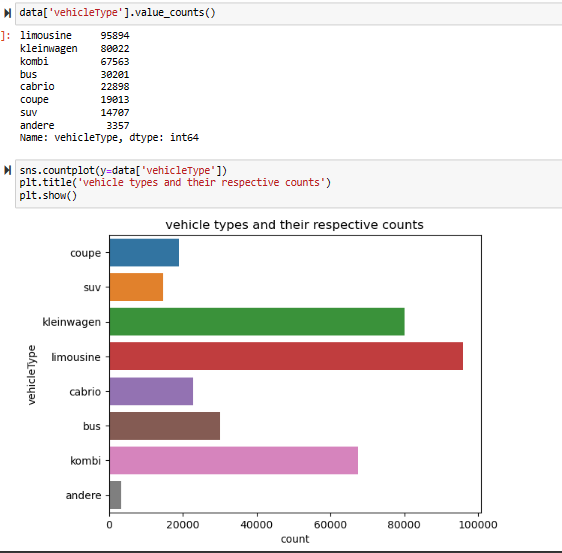 data['vehicleType'].value_counts()
]: limousine 95894
kleinwagen 80022
kombi 67563
bus 30201
cabrio 22898
coupe 19013
suv 14707
andere 3357
Name: vehicleType, dtype: int64
sns.countplot(y=data['vehicleType'])
plt.title('vehicle types and their respective counts')
plt.show()
vehicle types and their respective counts
coupe
suv
kleinwagen
limousine
cabrio
bus
kombi
andere
vehicleType
0 20000 40000 60000 80000 100000
count